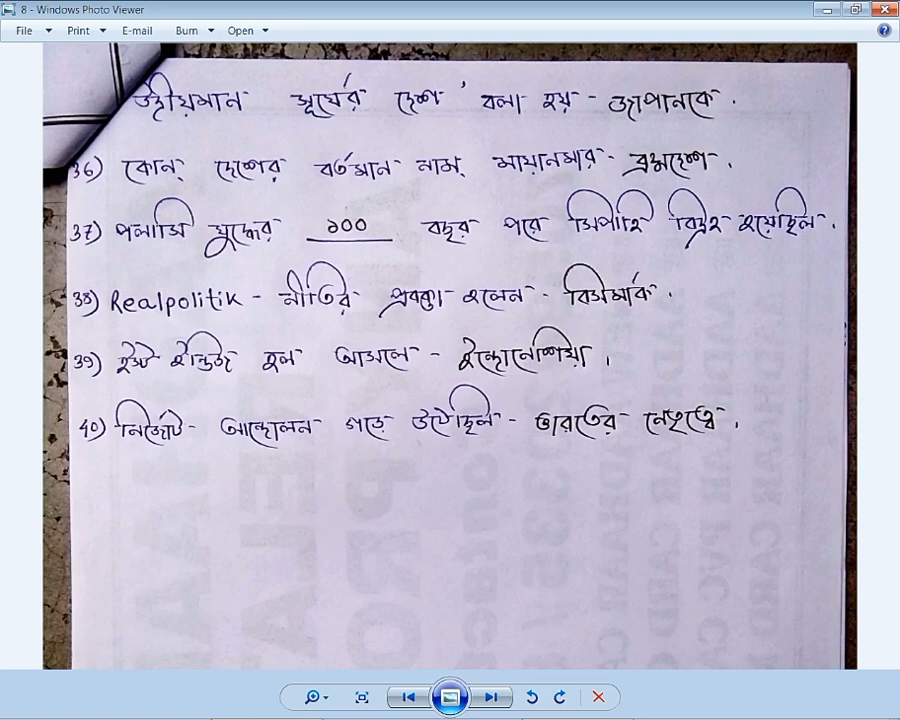 8 - Windows Photo Viewer
File Print E-mail Burn Open
উদীয়মান সূর্যের দেশ' বলা হয় - জাপানকে.
36) কোন্ দেশের বর্তমান নাম্ মায়ানমার - ব্রহ্মদেশ.
37) পলাসি যুদ্ধের ১০০ বছর পরে সিপাহি বিদ্রহ হয়েছিল.
38) Realpolitik - নীতির প্রবক্তা হলেন - বিসমার্ক.
39) ইস্ট ইন্ডিজ হল আসলে - ইন্দোনেশিয়া.
40) নির্জোট - আন্দোলন গড়ে উঠেছিল - ভারতের নেতৃত্বে.